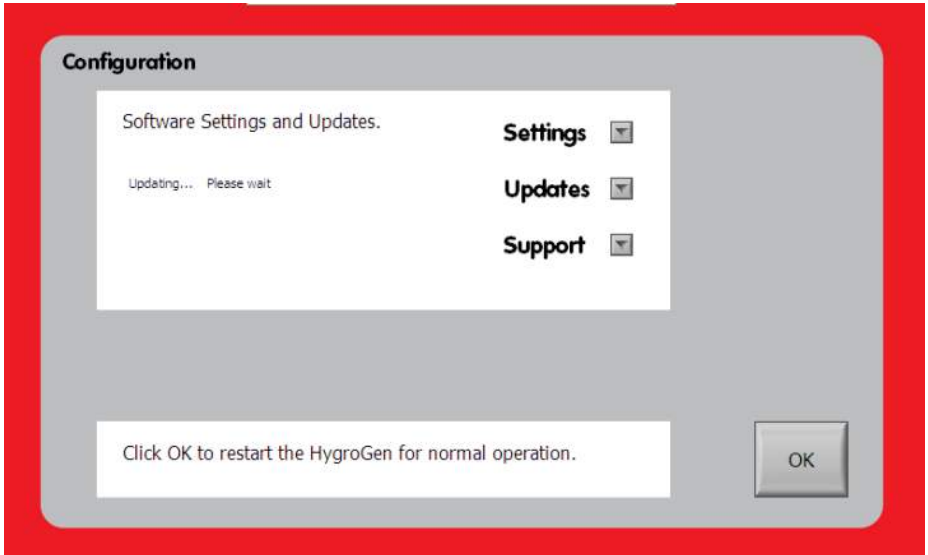 Configuration
Software Settings and Updates.
Settings
Updating... Please wait
Updates
Support
Click OK to restart the HygroGen for normal operation.
OK